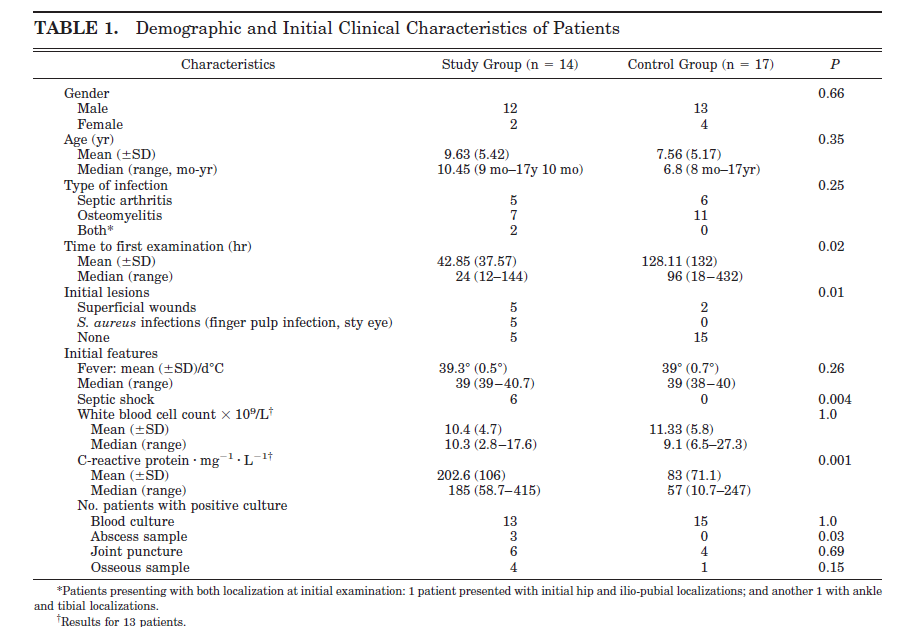 TABLE 1. Demographic and Initial Clinical Characteristics of Patients
Characteristics Study Group (n = 14) Control Group (n = 17) P
Gender 0.66
Male 12 13
Female 2 4
Age (yr) 0.35
Mean (±SD) 9.63 (5.42) 7.56 (5.17)
Median (range, mo-yr) 10.45 (9 mo–17y 10 mo) 6.8 (8 mo–17yr)
Type of infection 0.25
Septic arthritis 5 6
Osteomyelitis 7 11
Both* 2 0
Time to first examination (hr) 0.02
Mean (±SD) 42.85 (37.57) 128.11 (132)
Median (range) 24 (12–144) 96 (18–432)
Initial lesions 0.01
Superficial wounds 5 2
S. aureus infections (finger pulp infection, sty eye) 5 0
None 5 15
Initial features
Fever: mean (±SD)/d°C 39.3° (0.5°) 39° (0.7°) 0.26
Median (range) 39 (39–40.7) 39 (38–40)
Septic shock 6 0 0.004
White blood cell count × 10⁹/L† 1.0
Mean (±SD) 10.4 (4.7) 11.33 (5.8)
Median (range) 10.3 (2.8–17.6) 9.1 (6.5–27.3)
C-reactive protein · mg⁻¹ · L⁻¹† 0.001
Mean (±SD) 202.6 (106) 83 (71.1)
Median (range) 185 (58.7–415) 57 (10.7–247)
No. patients with positive culture
Blood culture 13 15 1.0
Abscess sample 3 0 0.03
Joint puncture 6 4 0.69
Osseous sample 4 1 0.15
*Patients presenting with both localization at initial examination: 1 patient presented with initial hip and ilio-pubial localizations; and another 1 with ankle
and tibial localizations.
†Results for 13 patients.